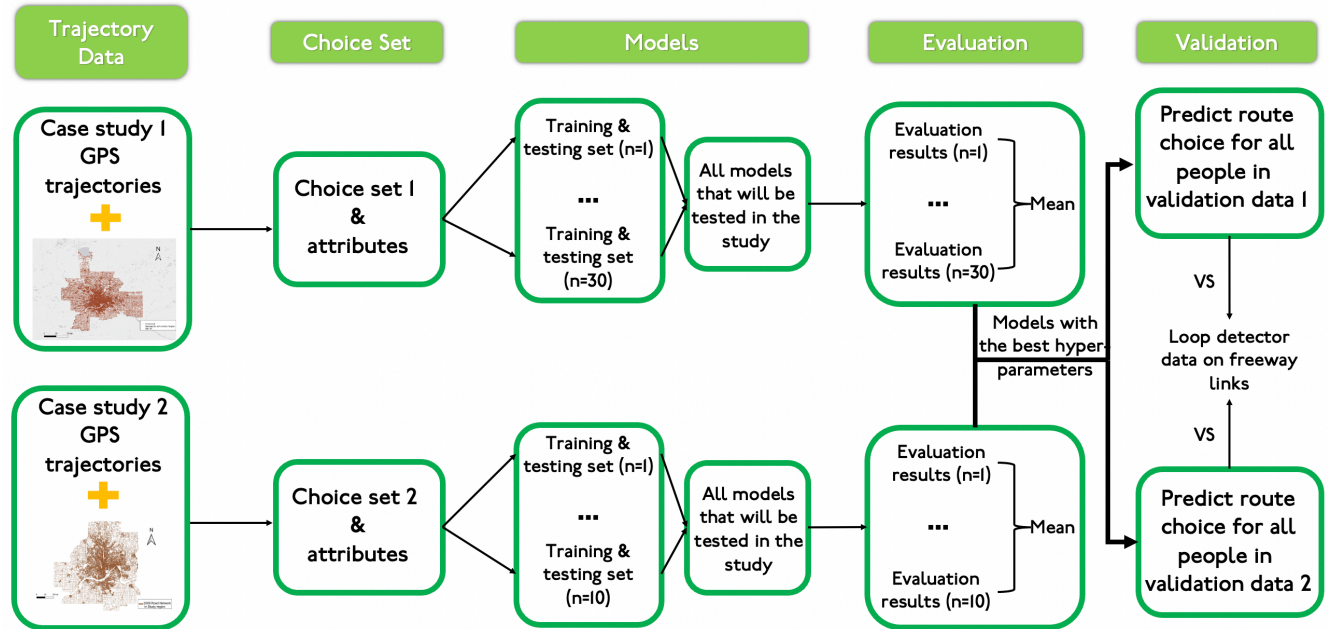 Trajectory
Data
Choice Set
Models
Evaluation
Validation
Case study 1
GPS
trajectories
N
Choice set 1
&
attributes
Training &
testing set (n=1)
...
Training &
testing set
(n=30)
All models
that will be
tested in the
study
Evaluation
results (n=1)
...
Evaluation
results (n=30)
Mean
Predict route
choice for all
people in
validation data 1
VS
Loop detector
data on freeway
links
VS
Models with
the best hyper-
parameters
Case study 2
GPS
trajectories
N
Choice set 2
&
attributes
Training &
testing set (n=1)
...
Training &
testing set
(n=10)
All models
that will be
tested in the
study
Evaluation
results (n=1)
...
Evaluation
results (n=10)
Mean
Predict route
choice for all
people in
validation data 2